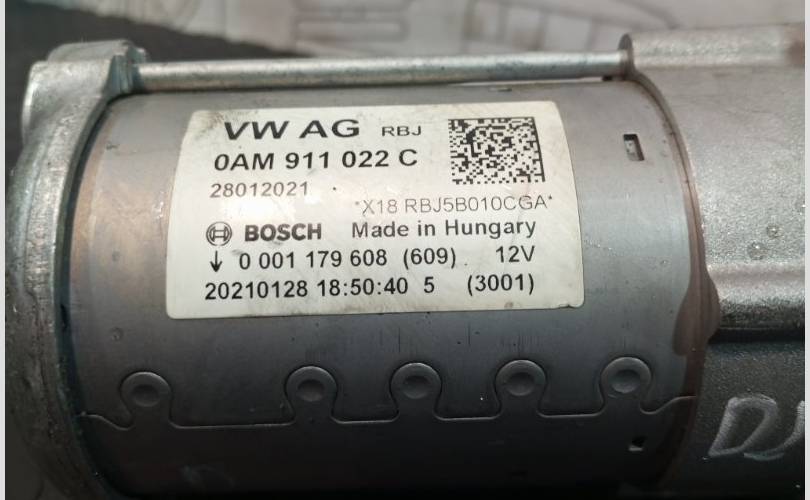 VW AG RBJ
0AM 911 022 C
28012021
*X18 RBJ5B010CGA*
BOSCH Made in Hungary
↓ 0 001 179 608 (609) 12V
20210128 18:50:40 5 (3001)